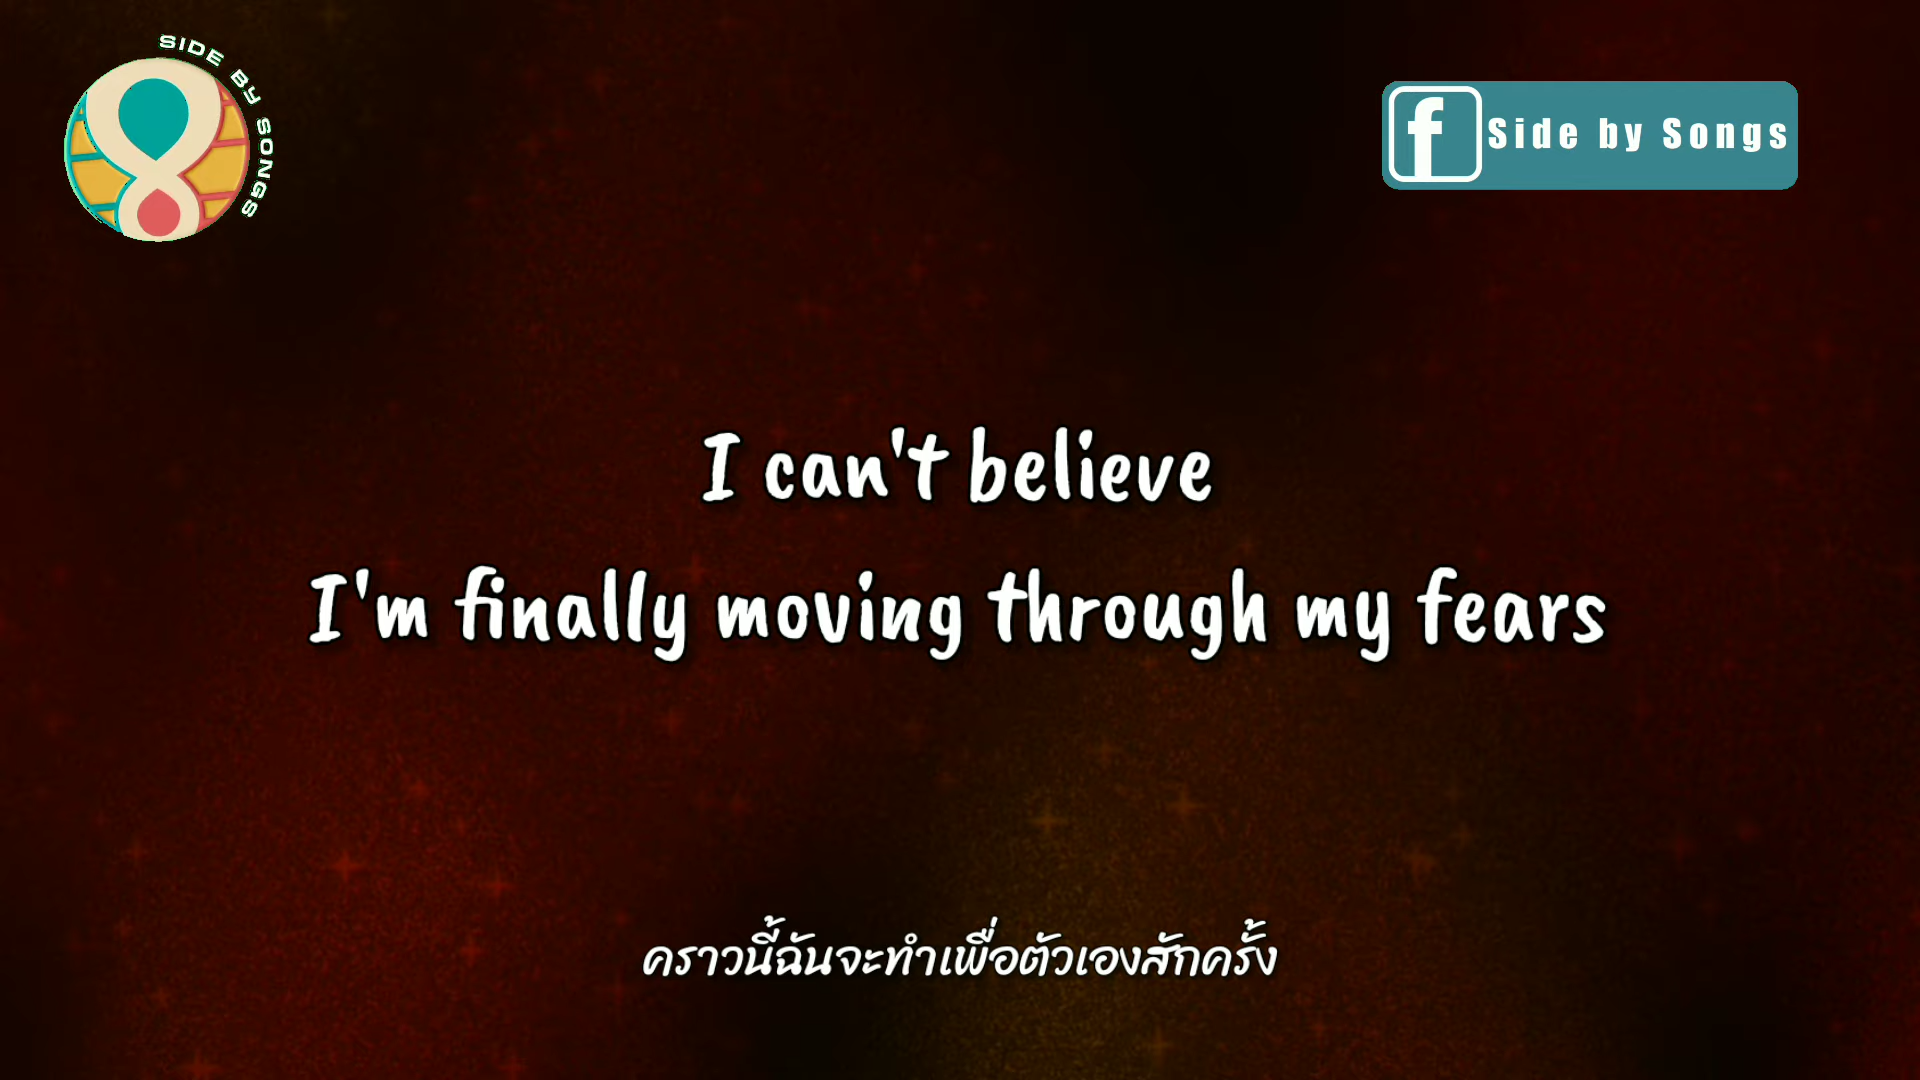 SIDE BY SONGS
f Side by Songs
I can't believe
I'm finally moving through my fears
คราวนี้ฉันจะทำเพื่อตัวเองสักครั้ง